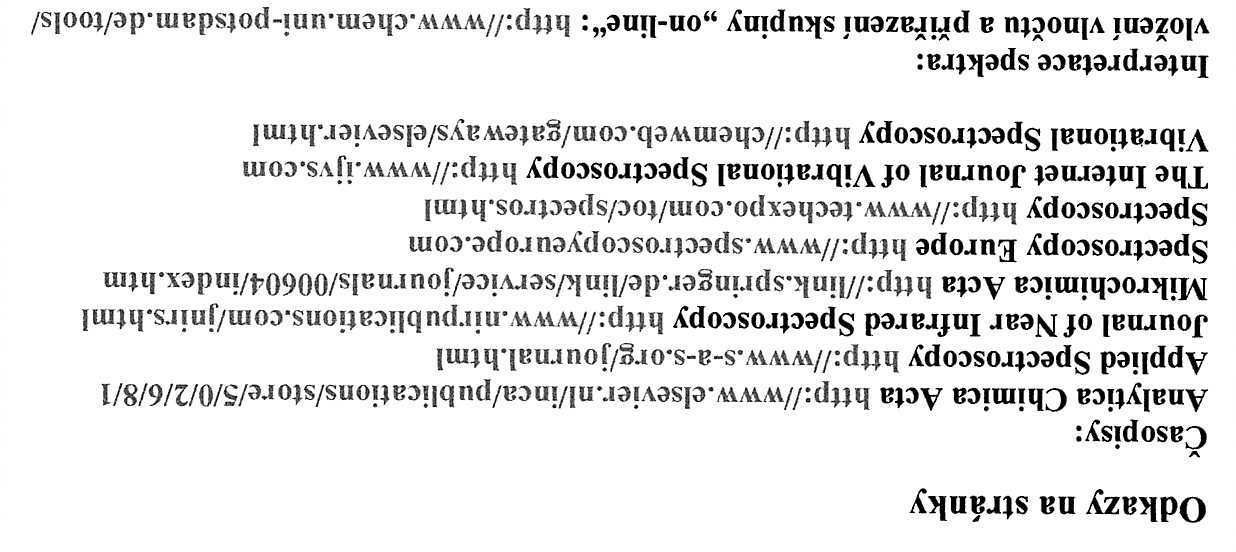 Odkazy na stránky
Časopisy:
Analytica Chimica Acta http://www.elsevier.nl/inca/publications/store/5/0/2/6/8/1
Applied Spectroscopy http://www.s-a-s.org/journal.html
Journal of Near Infrared Spectroscopy http://www.nirpublications.com/jnirs.html
Mikrochimica Acta http://link.springer.de/link/service/journals/00604/index.htm
Spectroscopy Europe http://www.spectroscopyeurope.com
Spectroscopy http://www.techexpo.com/toc/spectros.html
The Internet Journal of Vibrational Spectroscopy http://www.ijvs.com
Vibrational Spectroscopy http://chemweb.com/gateways/elsevier.html
Interpretace spektra:
vložení vlnočtu a přiřazení skupiny „on-line“: http://www.chem.uni-potsdam.de/tools/